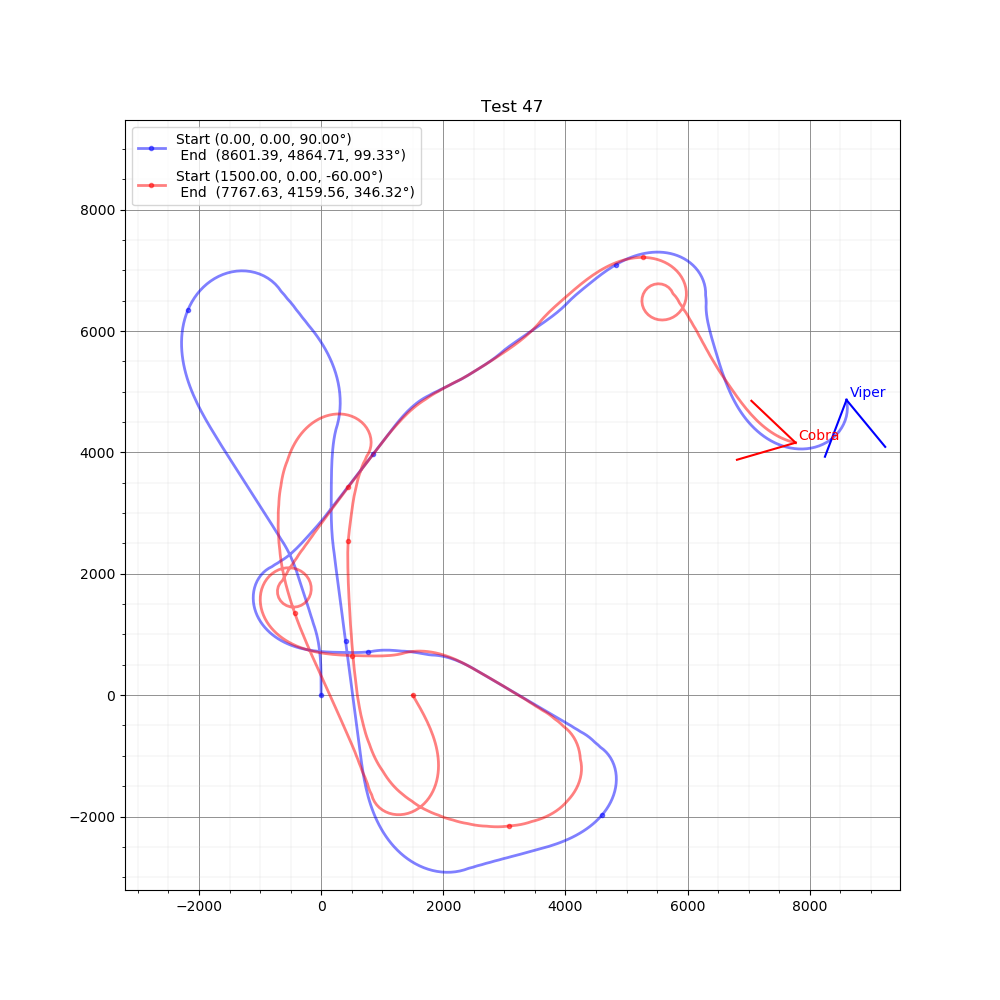 Test 47
Start (0.00, 0.00, 90.00°)
End (8601.39, 4864.71, 99.33°)
Start (1500.00, 0.00, -60.00°)
End (7767.63, 4159.56, 346.32°)
8000
6000
4000
2000
0
−2000
Viper
Cobra
−2000 0 2000 4000 6000 8000